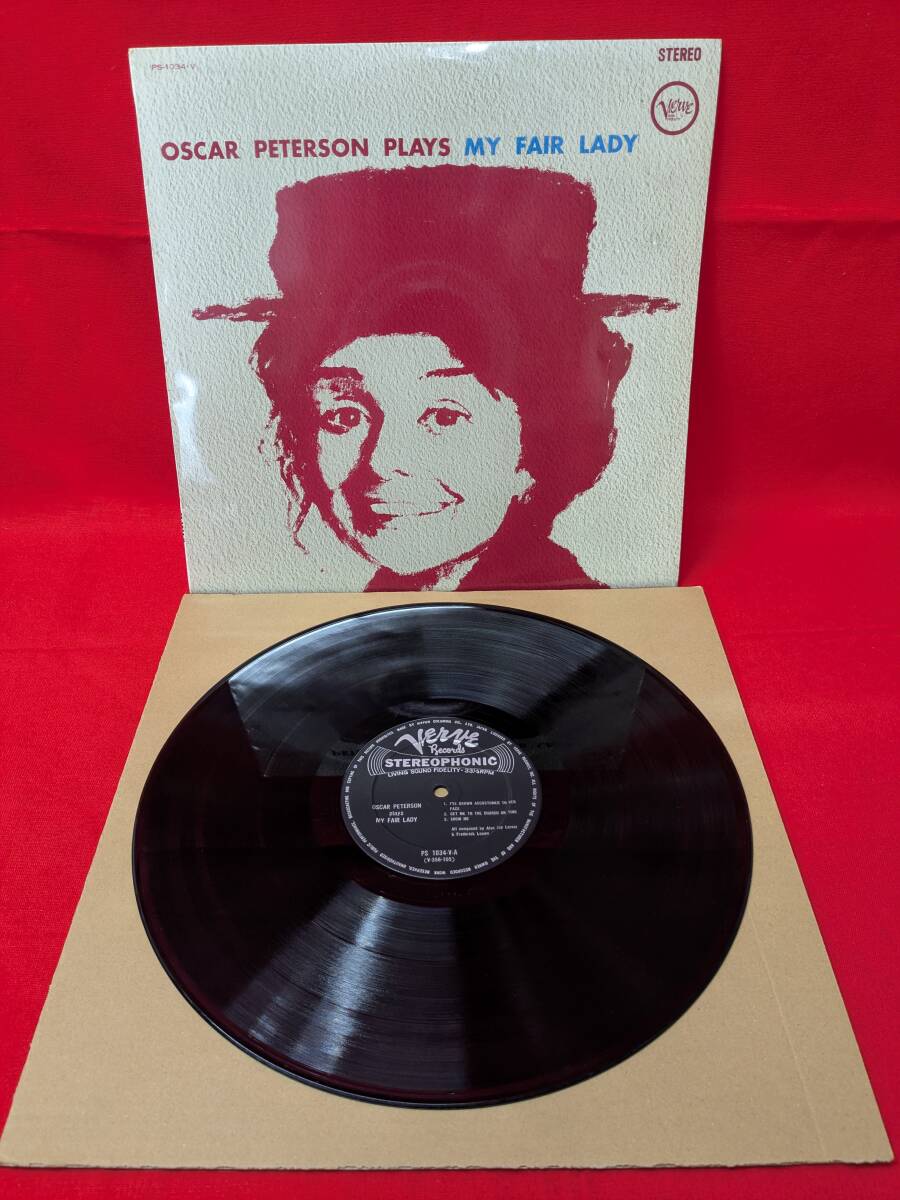 PS-1034-V
STEREO
Verve
OSCAR PETERSON PLAYS MY FAIR LADY
Verve
Records
STEREOPHONIC
LIVING SOUND FIDELITY - 33⅓RPM
OSCAR PETERSON
plays
MY FAIR LADY
1. I'VE GROWN ACCUSTOMED TO HER
FACE
2. GET ME TO THE CHURCH ON TIME
3. SHOW ME
All composed by Alan Jay Lerner
& Frederick Loewe
PS 1034-V-A